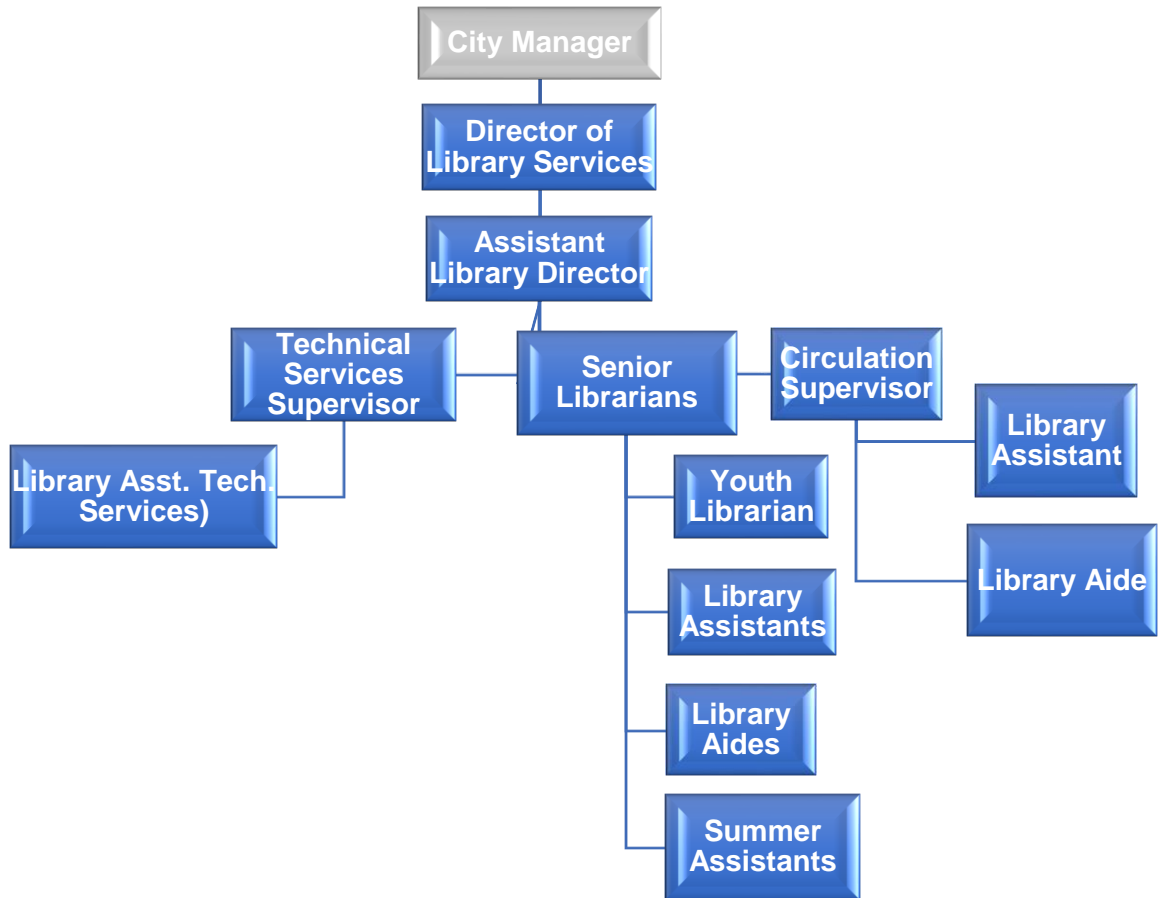 City Manager
Director of
Library Services
Assistant
Library Director
Technical
Services
Supervisor
Senior
Librarians
Circulation
Supervisor
Library Asst. Tech.
Services)
Youth
Librarian
Library
Assistants
Library
Aides
Summer
Assistants
Library
Assistant
Library Aide